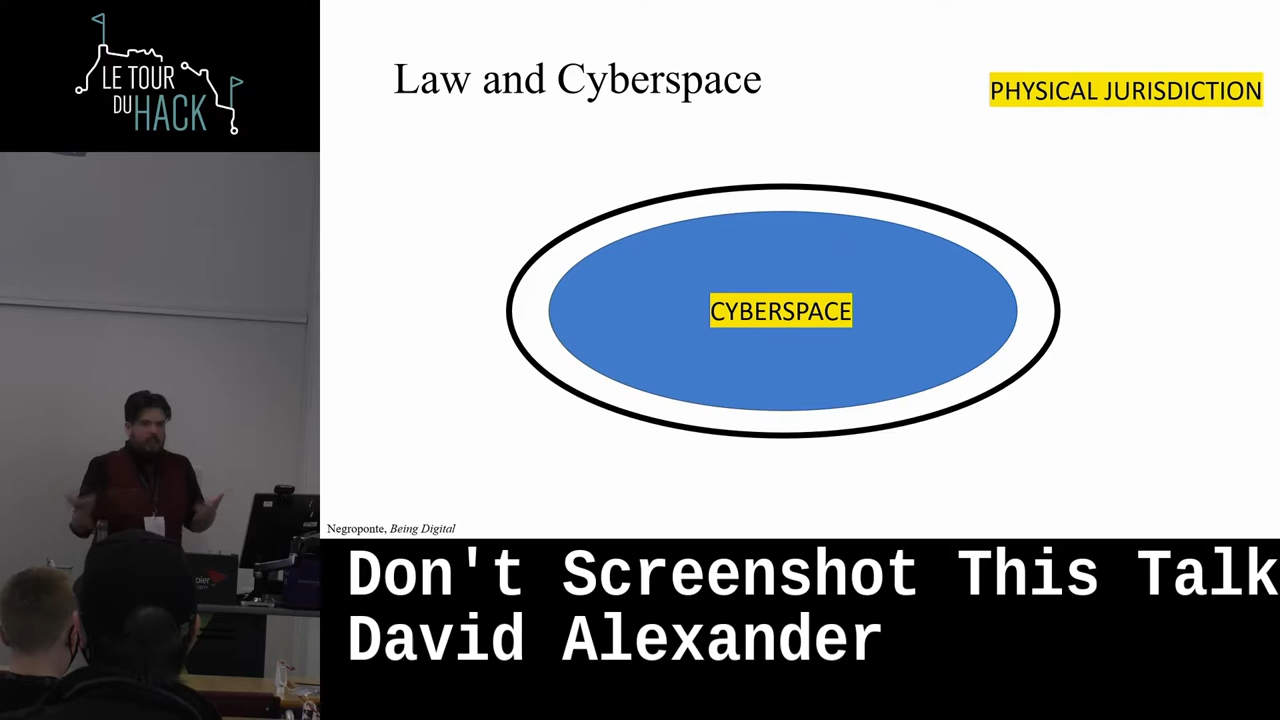 LE TOUR
DU HACK
Law and Cyberspace
PHYSICAL JURISDICTION
CYBERSPACE
Negroponte, Being Digital
Don't Screenshot This Talk
David Alexander